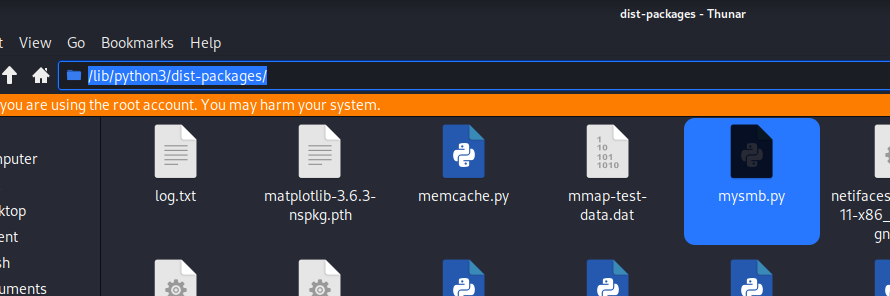 dist-packages - Thunar
t View Go Bookmarks Help
/lib/python3/dist-packages/
you are using the root account. You may harm your system.
mputer
ktop
ent
sh
uments
log.txt
matplotlib-3.6.3-
nspkg.pth
memcache.py
1
10
101
1010
mmap-test-
data.dat
mysmb.py
netifaces
11-x86_
gn